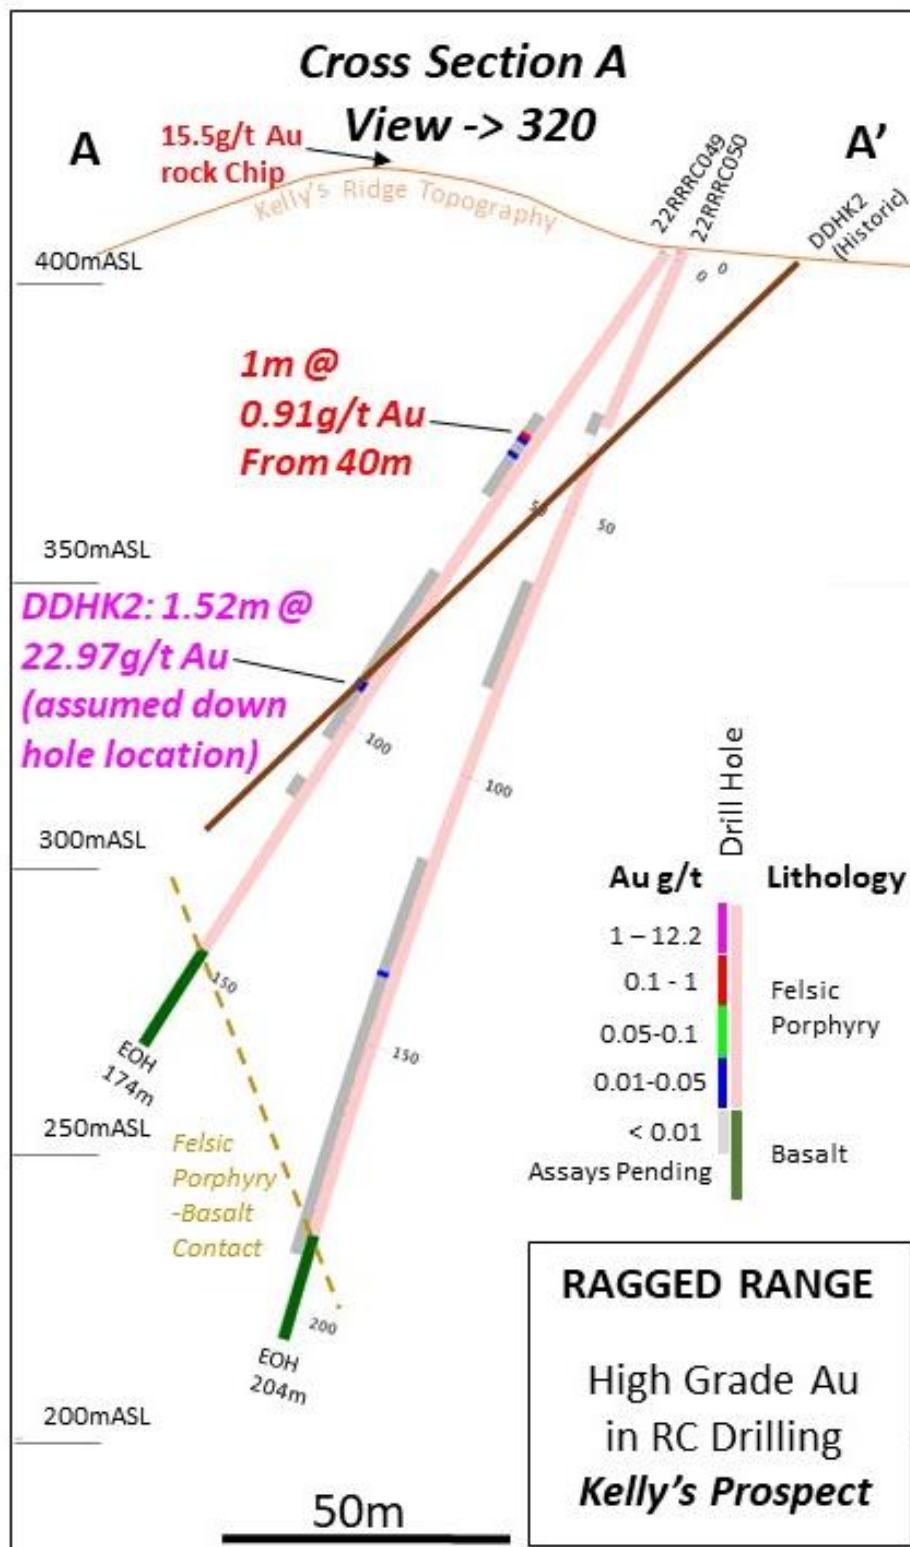 Cross Section A
View -> 320
A
15.5g/t Au
rock Chip
A'
Kelly's Ridge Topography
22RRRC049
22RRRC050
DDHK2
(Historic)
400mASL
0
0
1m @
0.91g/t Au
From 40m
50
50
350mASL
DDHK2: 1.52m @
22.97g/t Au
(assumed down
hole location)
100
100
300mASL
150
150
EOH
174m
250mASL
Felsic
Porphyry
-Basalt
Contact
200
EOH
204m
200mASL
50m
Drill Hole
Au g/t
Lithology
1 – 12.2
0.1 - 1
0.05-0.1
0.01-0.05
< 0.01
Assays Pending
Felsic
Porphyry
Basalt
RAGGED RANGE
High Grade Au
in RC Drilling
Kelly's Prospect